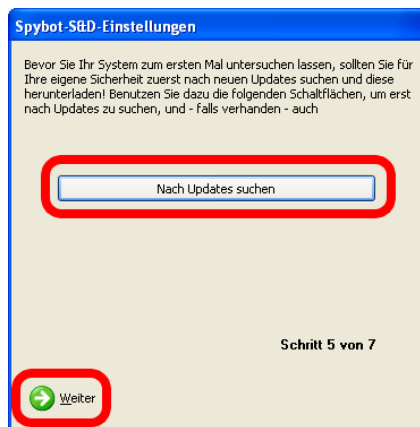 Spybot-S&D-Einstellungen
Bevor Sie Ihr System zum ersten Mal untersuchen lassen, sollten Sie für
Ihre eigene Sicherheit zuerst nach neuen Updates suchen und diese
herunterladen! Benutzen Sie dazu die folgenden Schaltflächen, um erst
nach Updates zu suchen, und - falls verhanden - auch
Nach Updates suchen
Schritt 5 von 7
Weiter